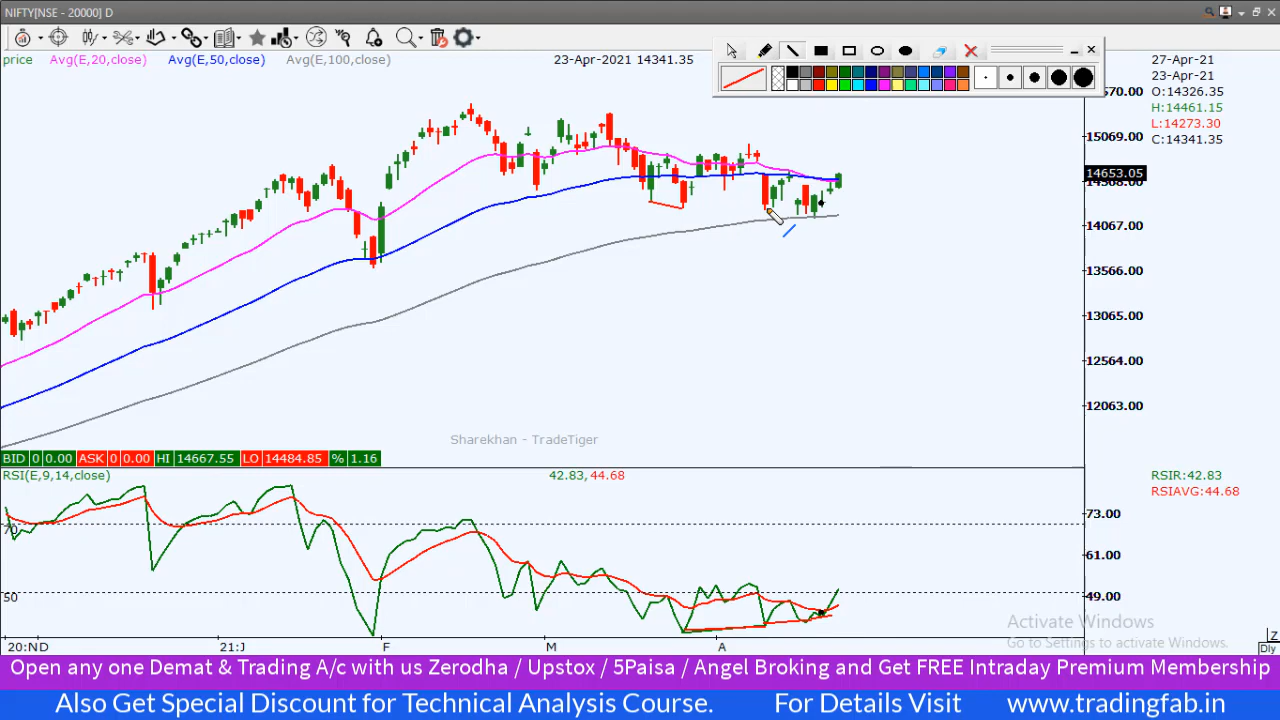 NIFTY[NSE - 20000] D
price Avg(E,20,close) Avg(E,50,close) Avg(E,100,close) 23-Apr-2021 14341.35
27-Apr-21
23-Apr-21
O:14326.35
H:14461.15
L:14273.30
C:14341.35
15069.00
14653.05
14067.00
13566.00
13065.00
12564.00
12063.00
Sharekhan - TradeTiger
BID 0 0.00 ASK 0 0.00 HI 14667.55 LO 14484.85 % 1.16
RSI(E,9,14,close) 42.83, 44.68
RSIR:42.83
RSIAVG:44.68
73.00
70
61.00
50
49.00
Activate Windows
Go to Settings to activate Windows.
20:ND 21:J F M A
Z
Dly
Open any one Demat & Trading A/c with us Zerodha / Upstox / 5Paisa / Angel Broking and Get FREE Intraday Premium Membership
Also Get Special Discount for Technical Analysis Course. For Details Visit www.tradingfab.in